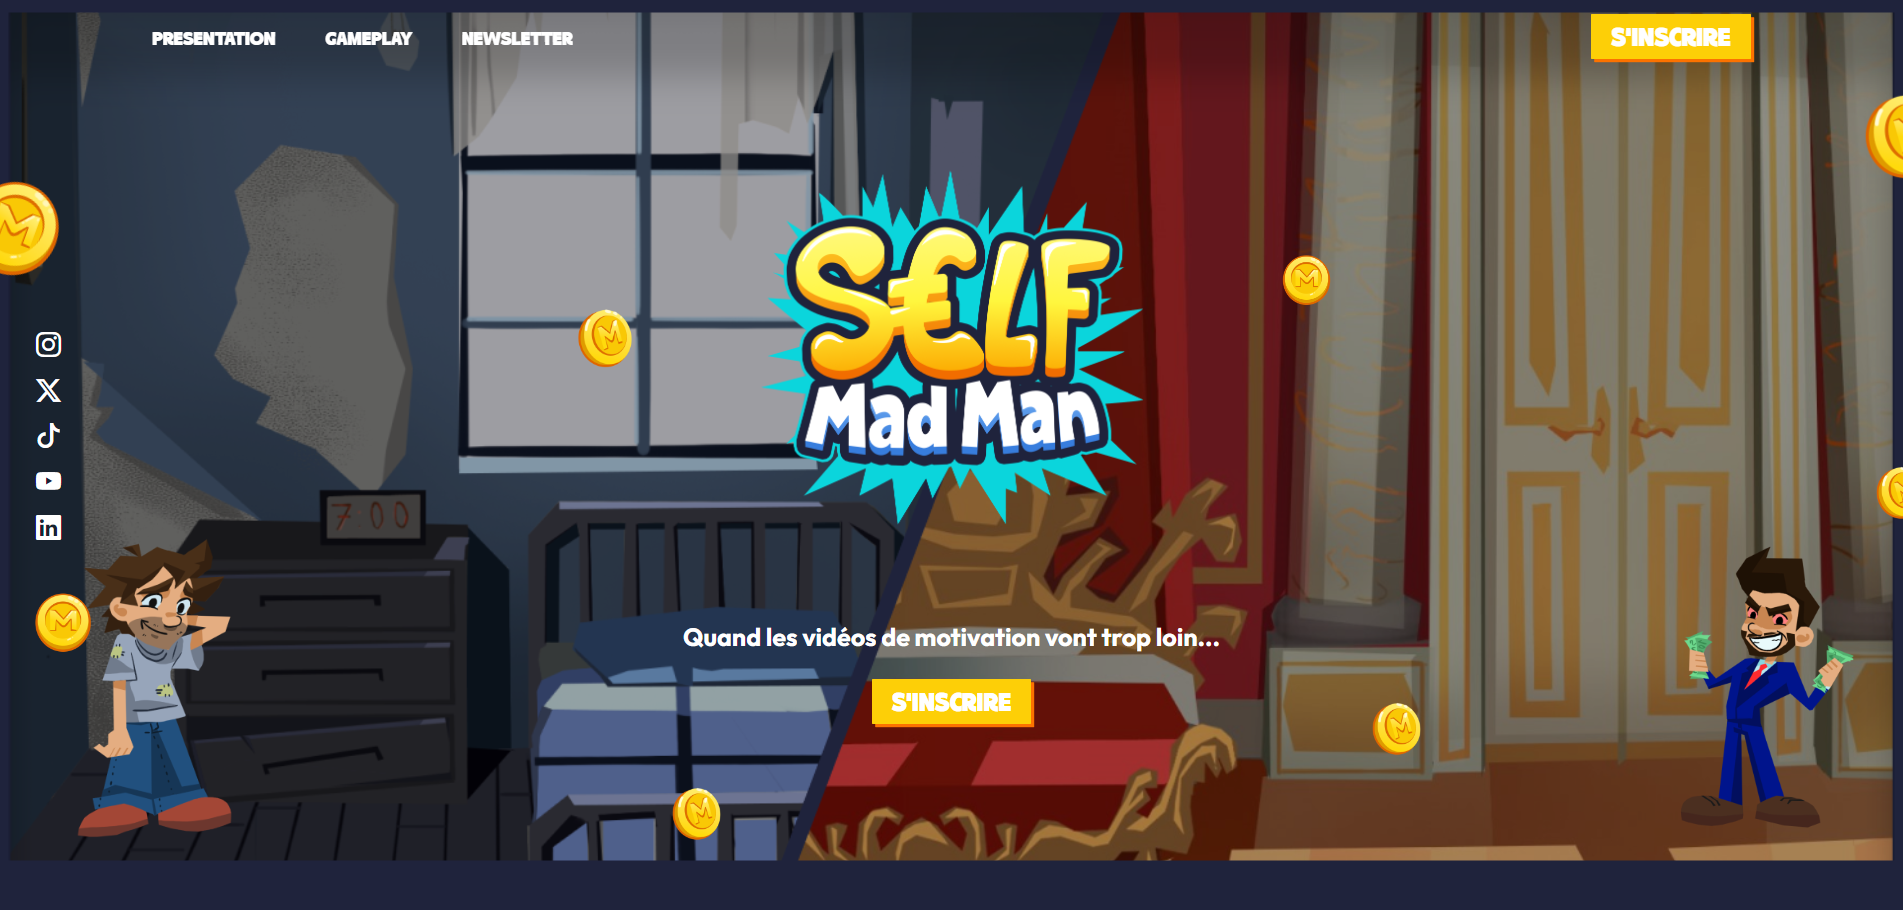 PRESENTATION GAMEPLAY NEWSLETTER S'INSCRIRE
S€LF
Mad Man
7 00
Quand les vidéos de motivation vont trop loin...
S'INSCRIRE